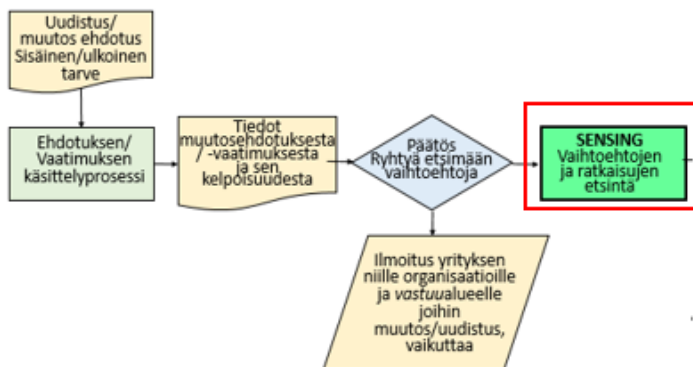 Uudistus/
muutos ehdotus
Sisäinen/ulkoinen
tarve
Ehdotuksen/
Vaatimuksen
käsittelyprosessi
Tiedot
muutosehdotuksesta
/ -vaatimuksesta
ja sen
kelpoisuudesta
Päätös
Ryhtyä etsimään
vaihtoehtoja
SENSING
Vaihtoehtojen
ja ratkaisujen
etsintä
Ilmoitus yrityksen
niille organisaatioille
ja vastuualueelle
joihin
muutos/uudistus,
vaikuttaa